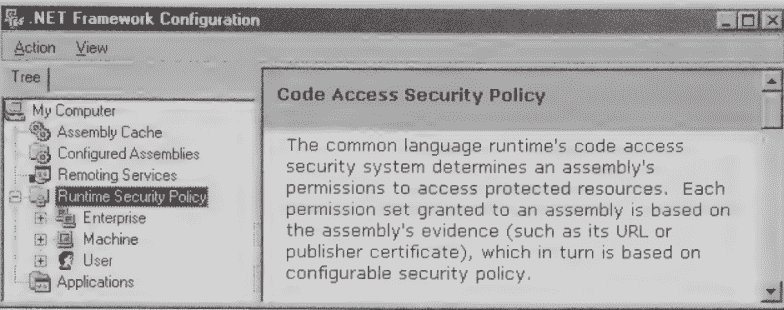 .NET Framework Configuration
Action View
Tree
My Computer
Assembly Cache
Configured Assemblies
Remoting Services
Runtime Security Policy
Enterprise
Machine
User
Applications
Code Access Security Policy
The common language runtime's code access
security system determines an assembly's
permissions to access protected resources. Each
permission set granted to an assembly is based on
the assembly's evidence (such as its URL or
publisher certificate), which in turn is based on
configurable security policy.